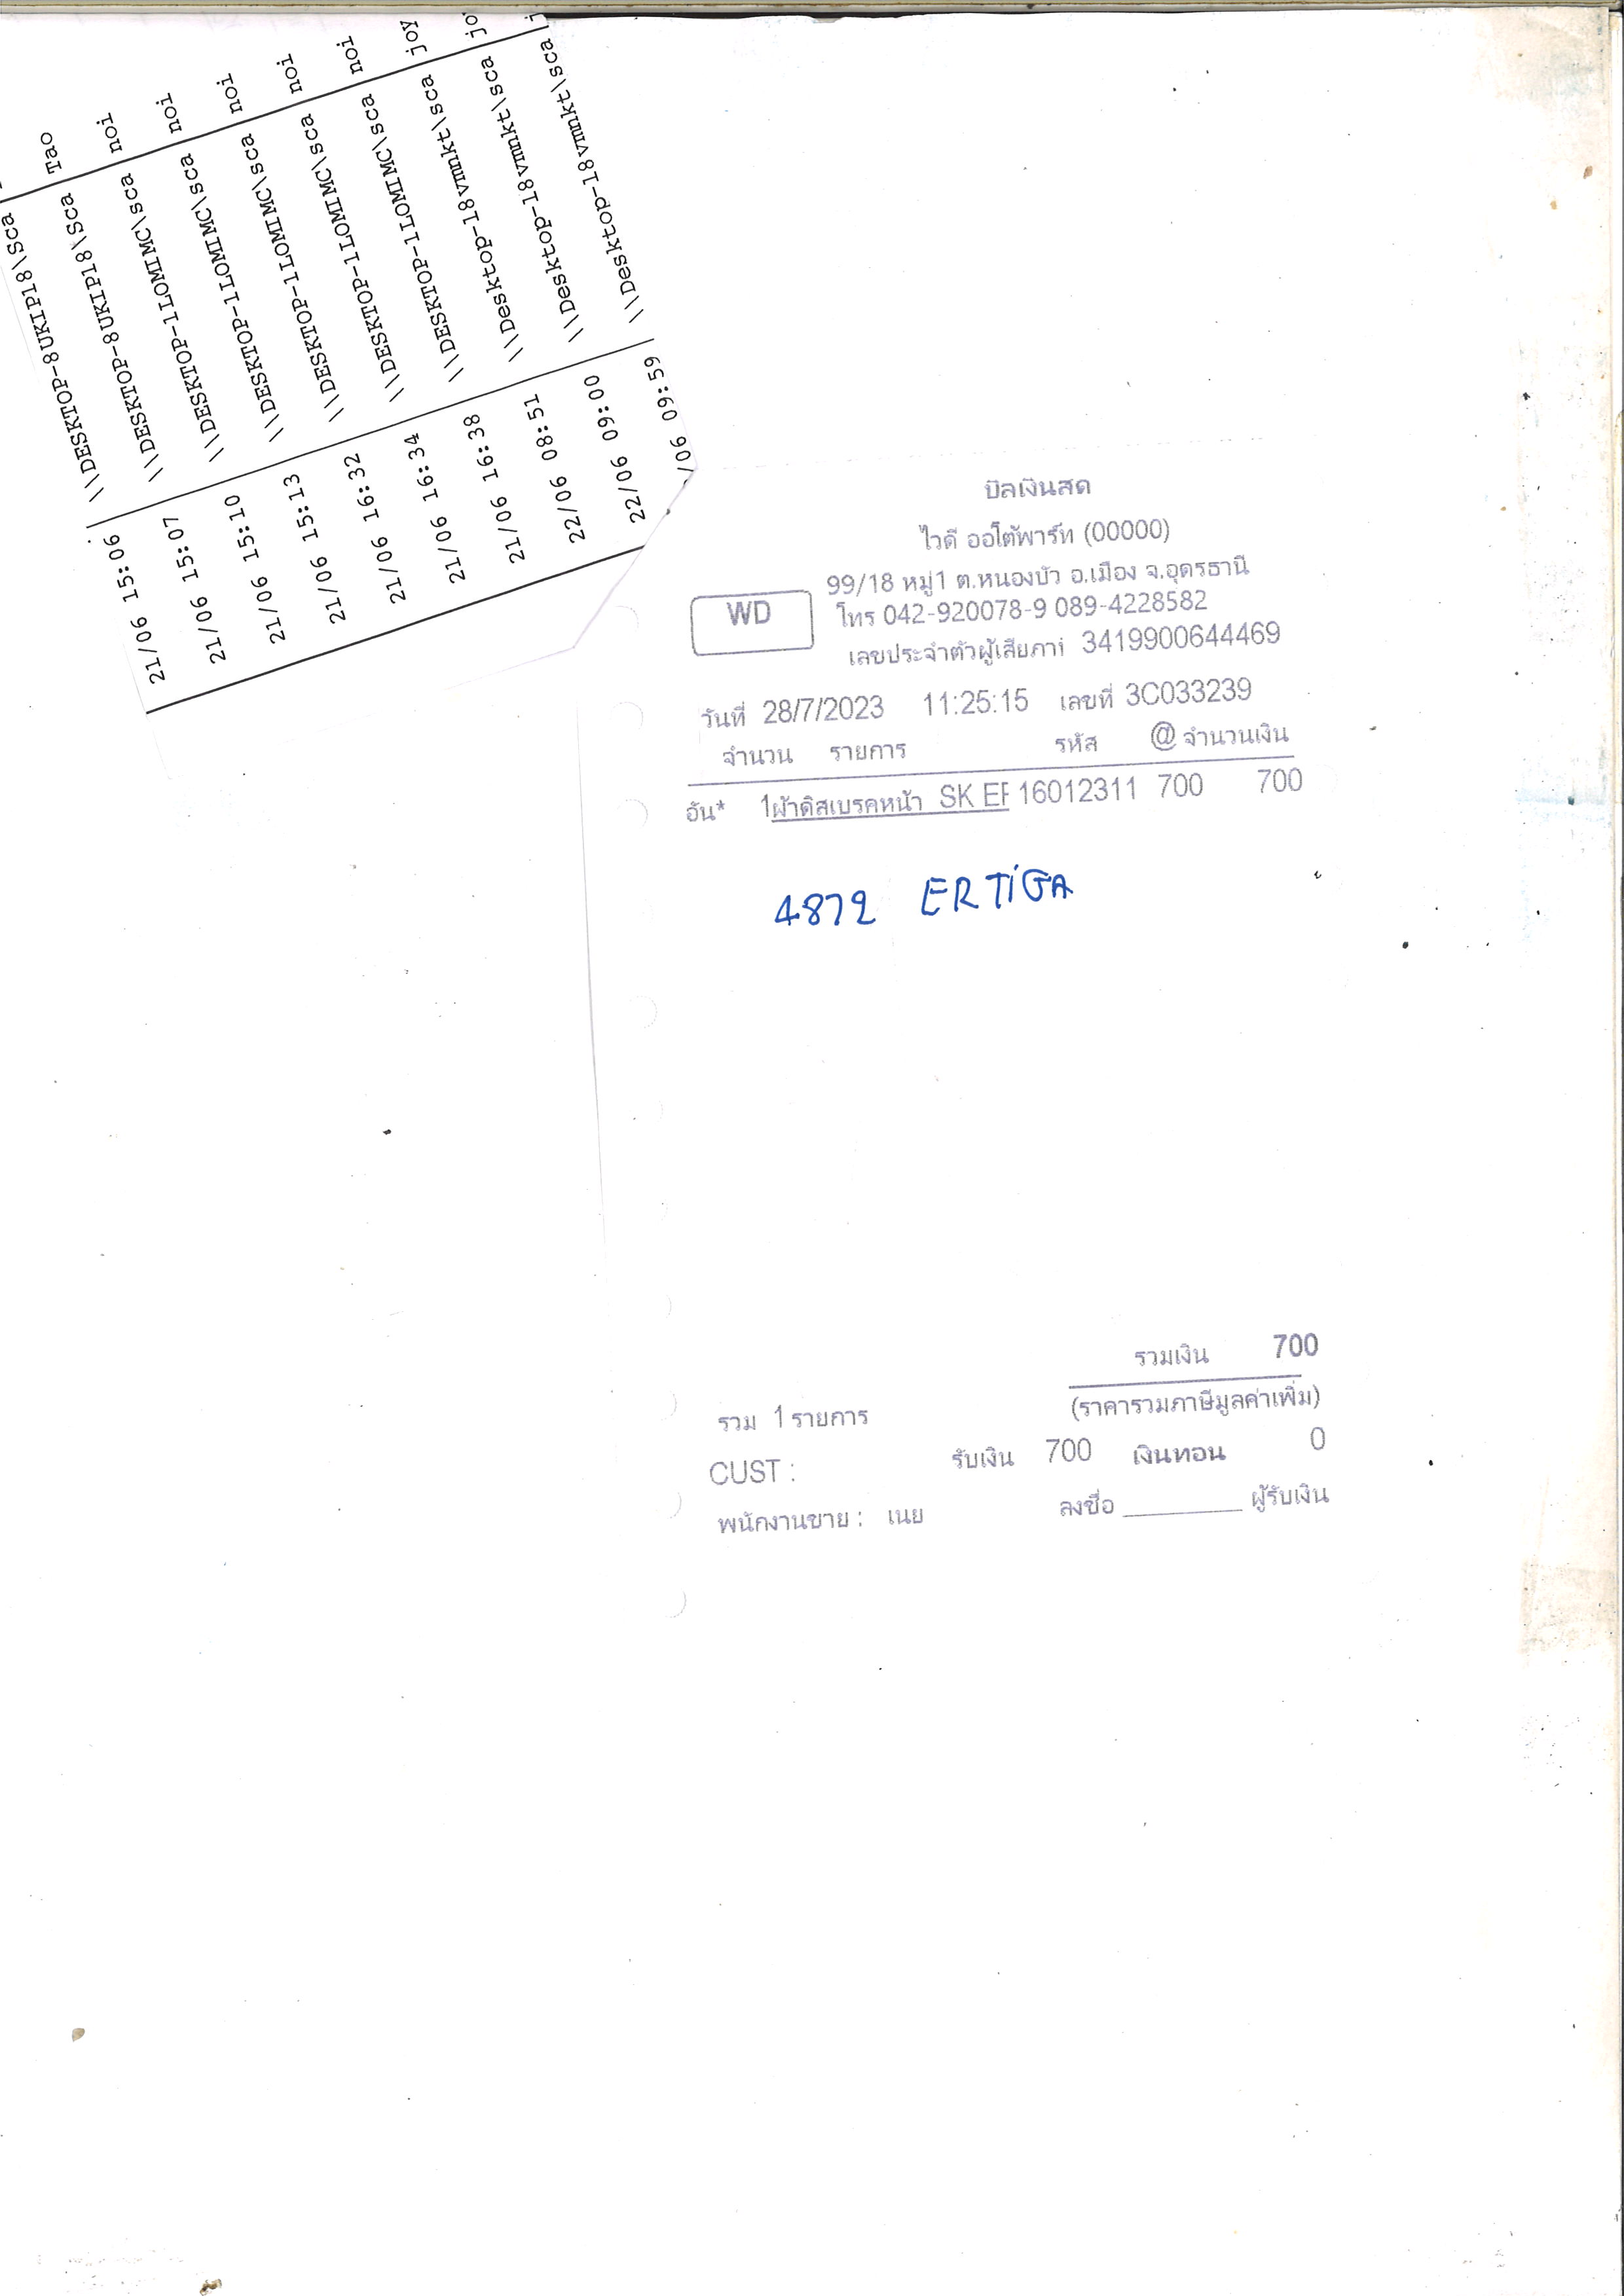 Tao
noi
noi
noi
noi
noi
joy
\\DESKTOP-8UKIP18\Sca
\\DESKTOP-8UKIP18\Sca
\\DESKTOP-1LOMIMC\sca
\\DESKTOP-1LOMIMC\sca
\\DESKTOP-1LOMIMC\sca
\\DESKTOP-1LOMIMC\sca
\\DESKTOP-1LOMIMC\sca
\\Desktop-18vmnkt\sca
\\Desktop-18vmnkt\sca
\\Desktop-18vmnkt\sca
21/06 15:06
21/06 15:07
21/06 15:10
21/06 15:13
21/06 16:32
21/06 16:34
21/06 16:38
22/06 08:51
22/06 09:00
/06 09:59
บิลเงินสด
ไวดี ออโต้พาร์ท (00000)
99/18 หมู่1 ต.หนองบัว อ.เมือง จ.อุดรธานี
WD
โทร 042-920078-9 089-4228582
เลขประจำตัวผู้เสียภาา่ 3419900644469
วันที่ 28/7/2023 11:25:15 เลขที่ 3C033239
จำนวน รายการ รหัส @ จำนวนเงิน
อัน* 1ผ้าดิสเบรคหน้า SK EF 16012311 700 700
4872 ERTiGA
รวมเงิน 700
(ราคารวมภาษีมูลค่าเพิ่ม)
รวม 1 รายการ
รับเงิน 700 เงินทอน 0
CUST :
ลงชื่อ ________ ผู้รับเงิน
พนักงานขาย : เนย